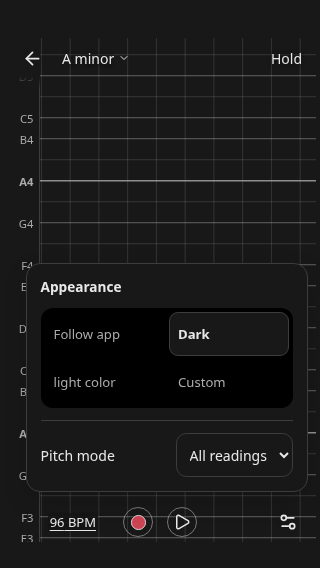 A minor
Hold
C5
B4
A4
G4
F4
Appearance
Follow app
Dark
light color
Custom
Pitch mode
All readings
96 BPM
F3